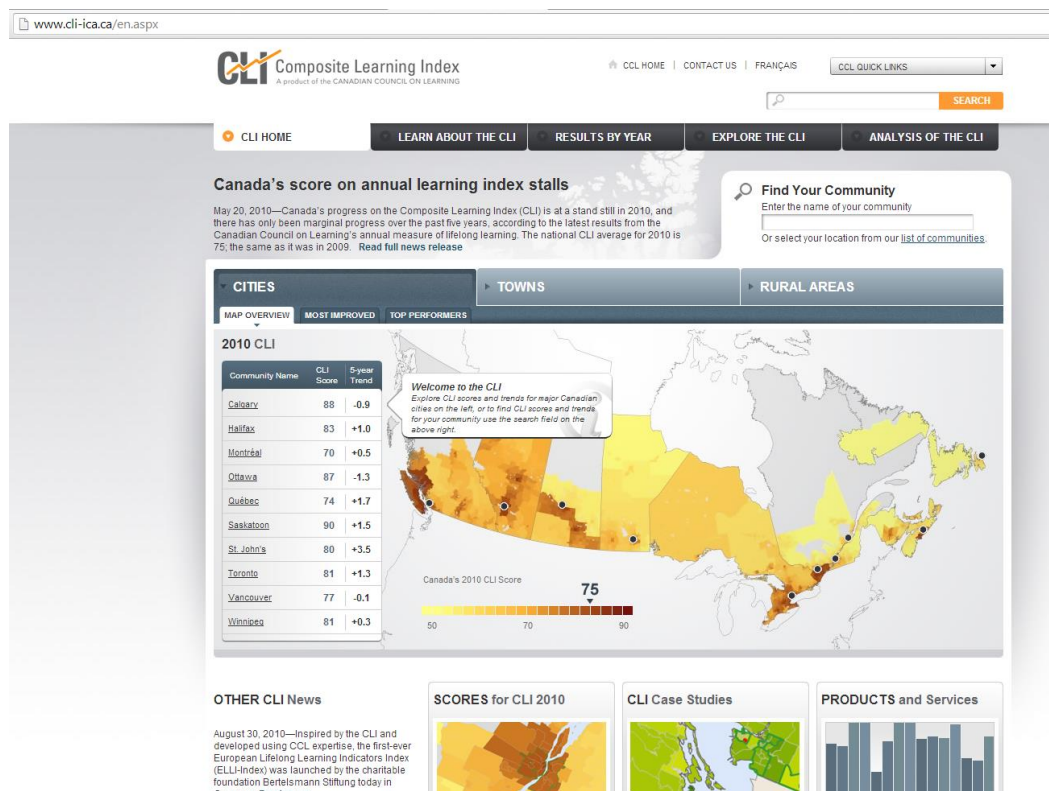 www.cli-ica.ca/en.aspx
CLI Composite Learning Index
A product of the CANADIAN COUNCIL ON LEARNING
CCL HOME | CONTACT US | FRANÇAIS
CCL QUICK LINKS
SEARCH
CLI HOME
LEARN ABOUT THE CLI
RESULTS BY YEAR
EXPLORE THE CLI
ANALYSIS OF THE CLI
Canada's score on annual learning index stalls
May 20, 2010—Canada's progress on the Composite Learning Index (CLI) is at a stand still in 2010, and
there has only been marginal progress over the past five years, according to the latest results from the
Canadian Council on Learning's annual measure of lifelong learning. The national CLI average for 2010 is
75; the same as it was in 2009. Read full news release
Find Your Community
Enter the name of your community
Or select your location from our list of communities.
CITIES
TOWNS
RURAL AREAS
MAP OVERVIEW
MOST IMPROVED
TOP PERFORMERS
2010 CLI
Community Name CLI Score 5-year Trend
Calgary 88 -0.9
Halifax 83 +1.0
Montréal 70 +0.5
Ottawa 87 -1.3
Québec 74 +1.7
Saskatoon 90 +1.5
St. John's 80 +3.5
Toronto 81 +1.3
Vancouver 77 -0.1
Winnipeg 81 +0.3
Welcome to the CLI
Explore CLI scores and trends for major Canadian
cities on the left, or to find CLI scores and trends
for your community use the search field on the
above right.
Canada's 2010 CLI Score
75
50 70 90
OTHER CLI News
August 30, 2010—Inspired by the CLI and
developed using CCL expertise, the first-ever
European Lifelong Learning Indicators Index
(ELLI-Index) was launched by the charitable
foundation Bertelsmann Stiftung today in
SCORES for CLI 2010
CLI Case Studies
PRODUCTS and Services